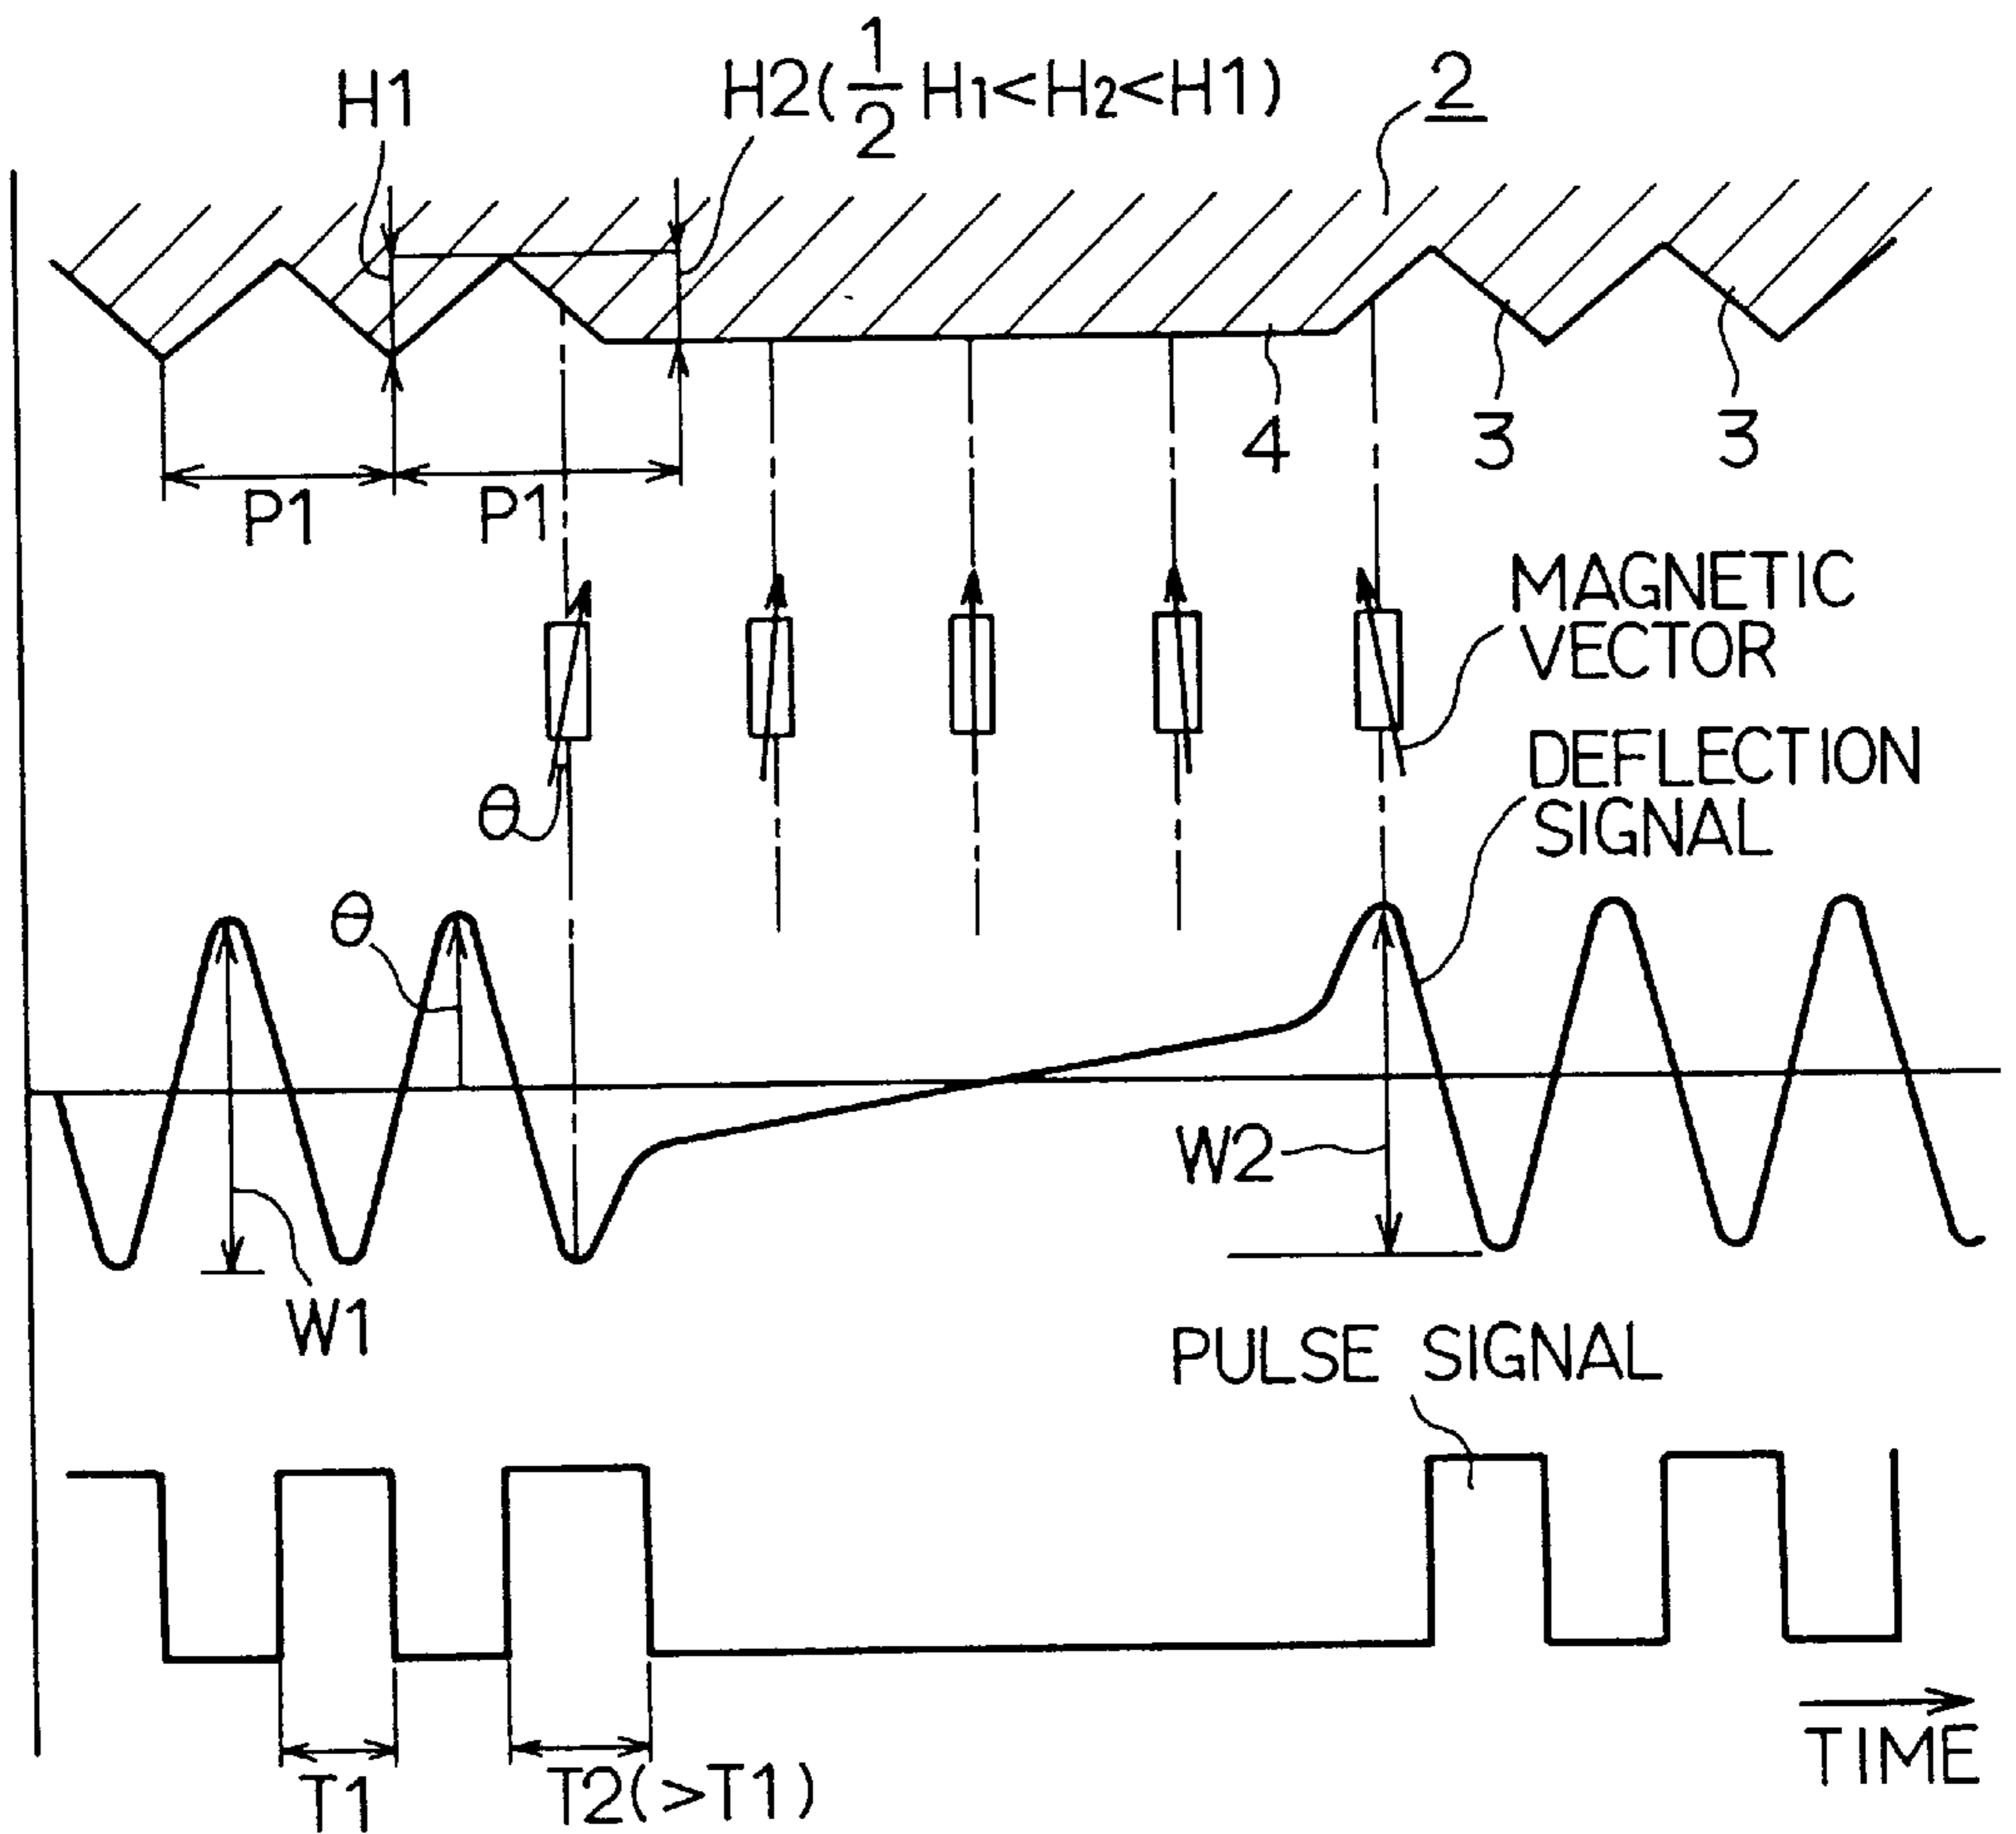 H1
H2(1/2 H1<H2<H1)
2
4
3
3
P1
P1
MAGNETIC
VECTOR
θ
DEFLECTION
SIGNAL
θ
W2
W1
PULSE SIGNAL
T1
T2(>T1)
TIME